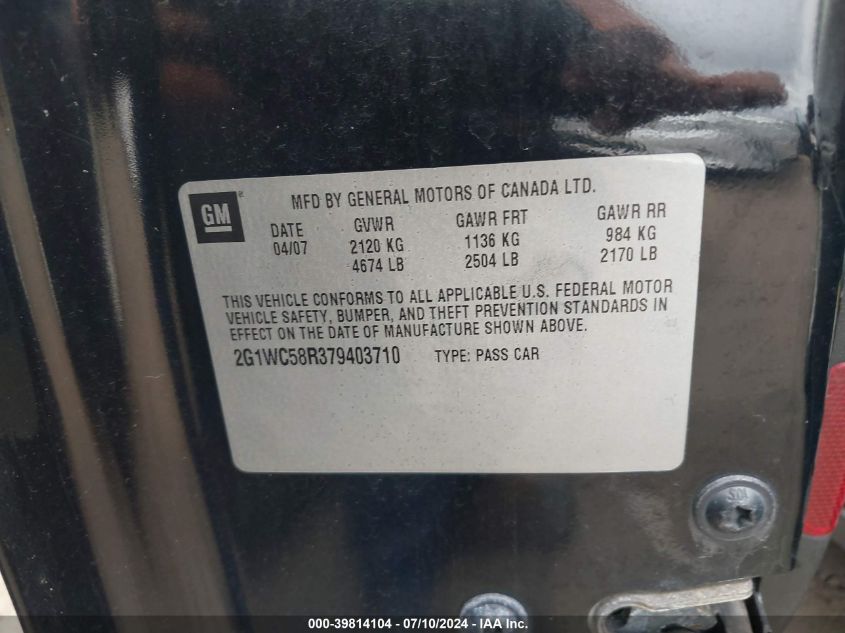 GM®
MFD BY GENERAL MOTORS OF CANADA LTD.
DATE GVWR GAWR FRT GAWR RR
04/07 2120 KG 1136 KG 984 KG
4674 LB 2504 LB 2170 LB
THIS VEHICLE CONFORMS TO ALL APPLICABLE U.S. FEDERAL MOTOR
VEHICLE SAFETY, BUMPER, AND THEFT PREVENTION STANDARDS IN
EFFECT ON THE DATE OF MANUFACTURE SHOWN ABOVE.
2G1WC58R379403710 TYPE: PASS CAR
000-39814104 - 07/10/2024 - IAA Inc.